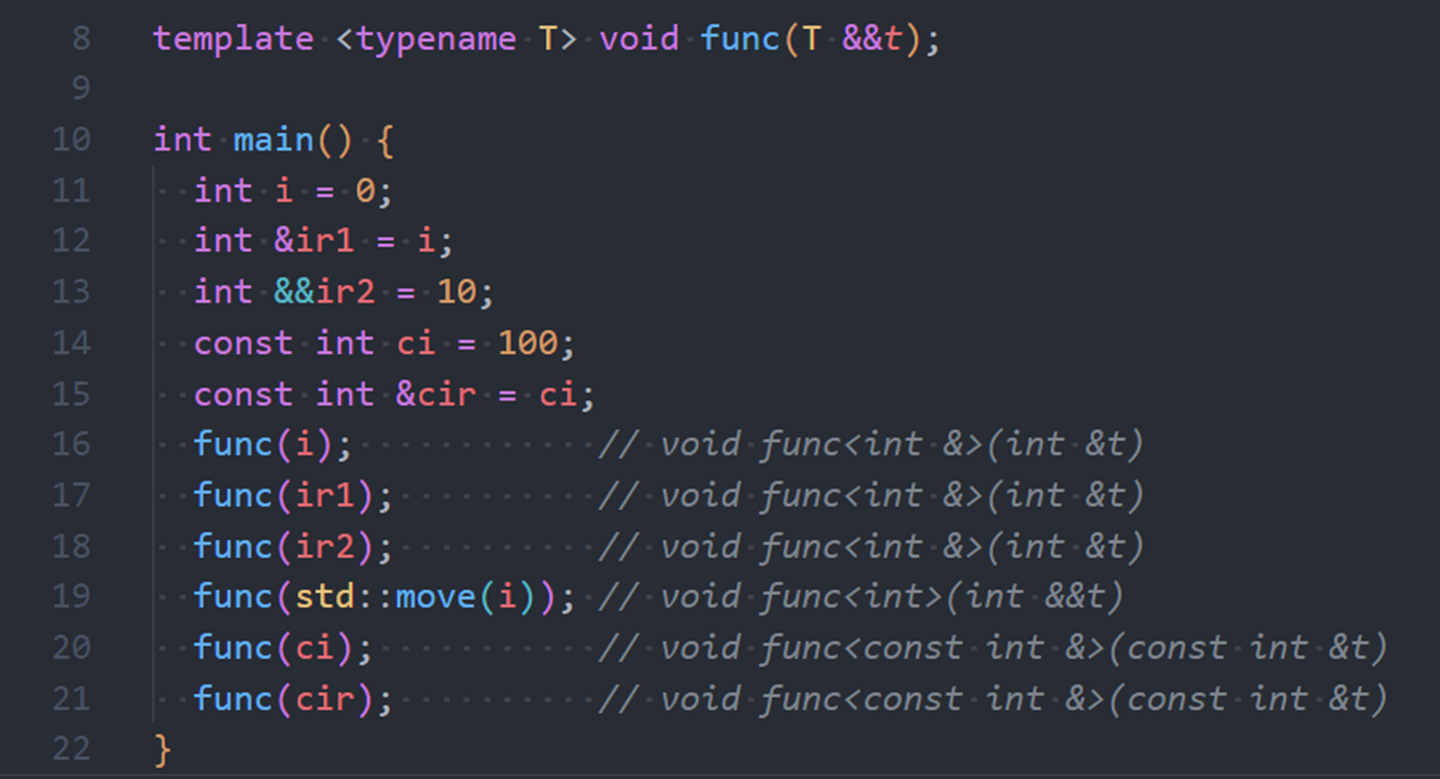 8 template <typename T> void func(T &&t);
9
10 int main() {
11 int i = 0;
12 int &ir1 = i;
13 int &&ir2 = 10;
14 const int ci = 100;
15 const int &cir = ci;
16 func(i); // void func<int &>(int &t)
17 func(ir1); // void func<int &>(int &t)
18 func(ir2); // void func<int &>(int &t)
19 func(std::move(i)); // void func<int>(int &&t)
20 func(ci); // void func<const int &>(const int &t)
21 func(cir); // void func<const int &>(const int &t)
22 }